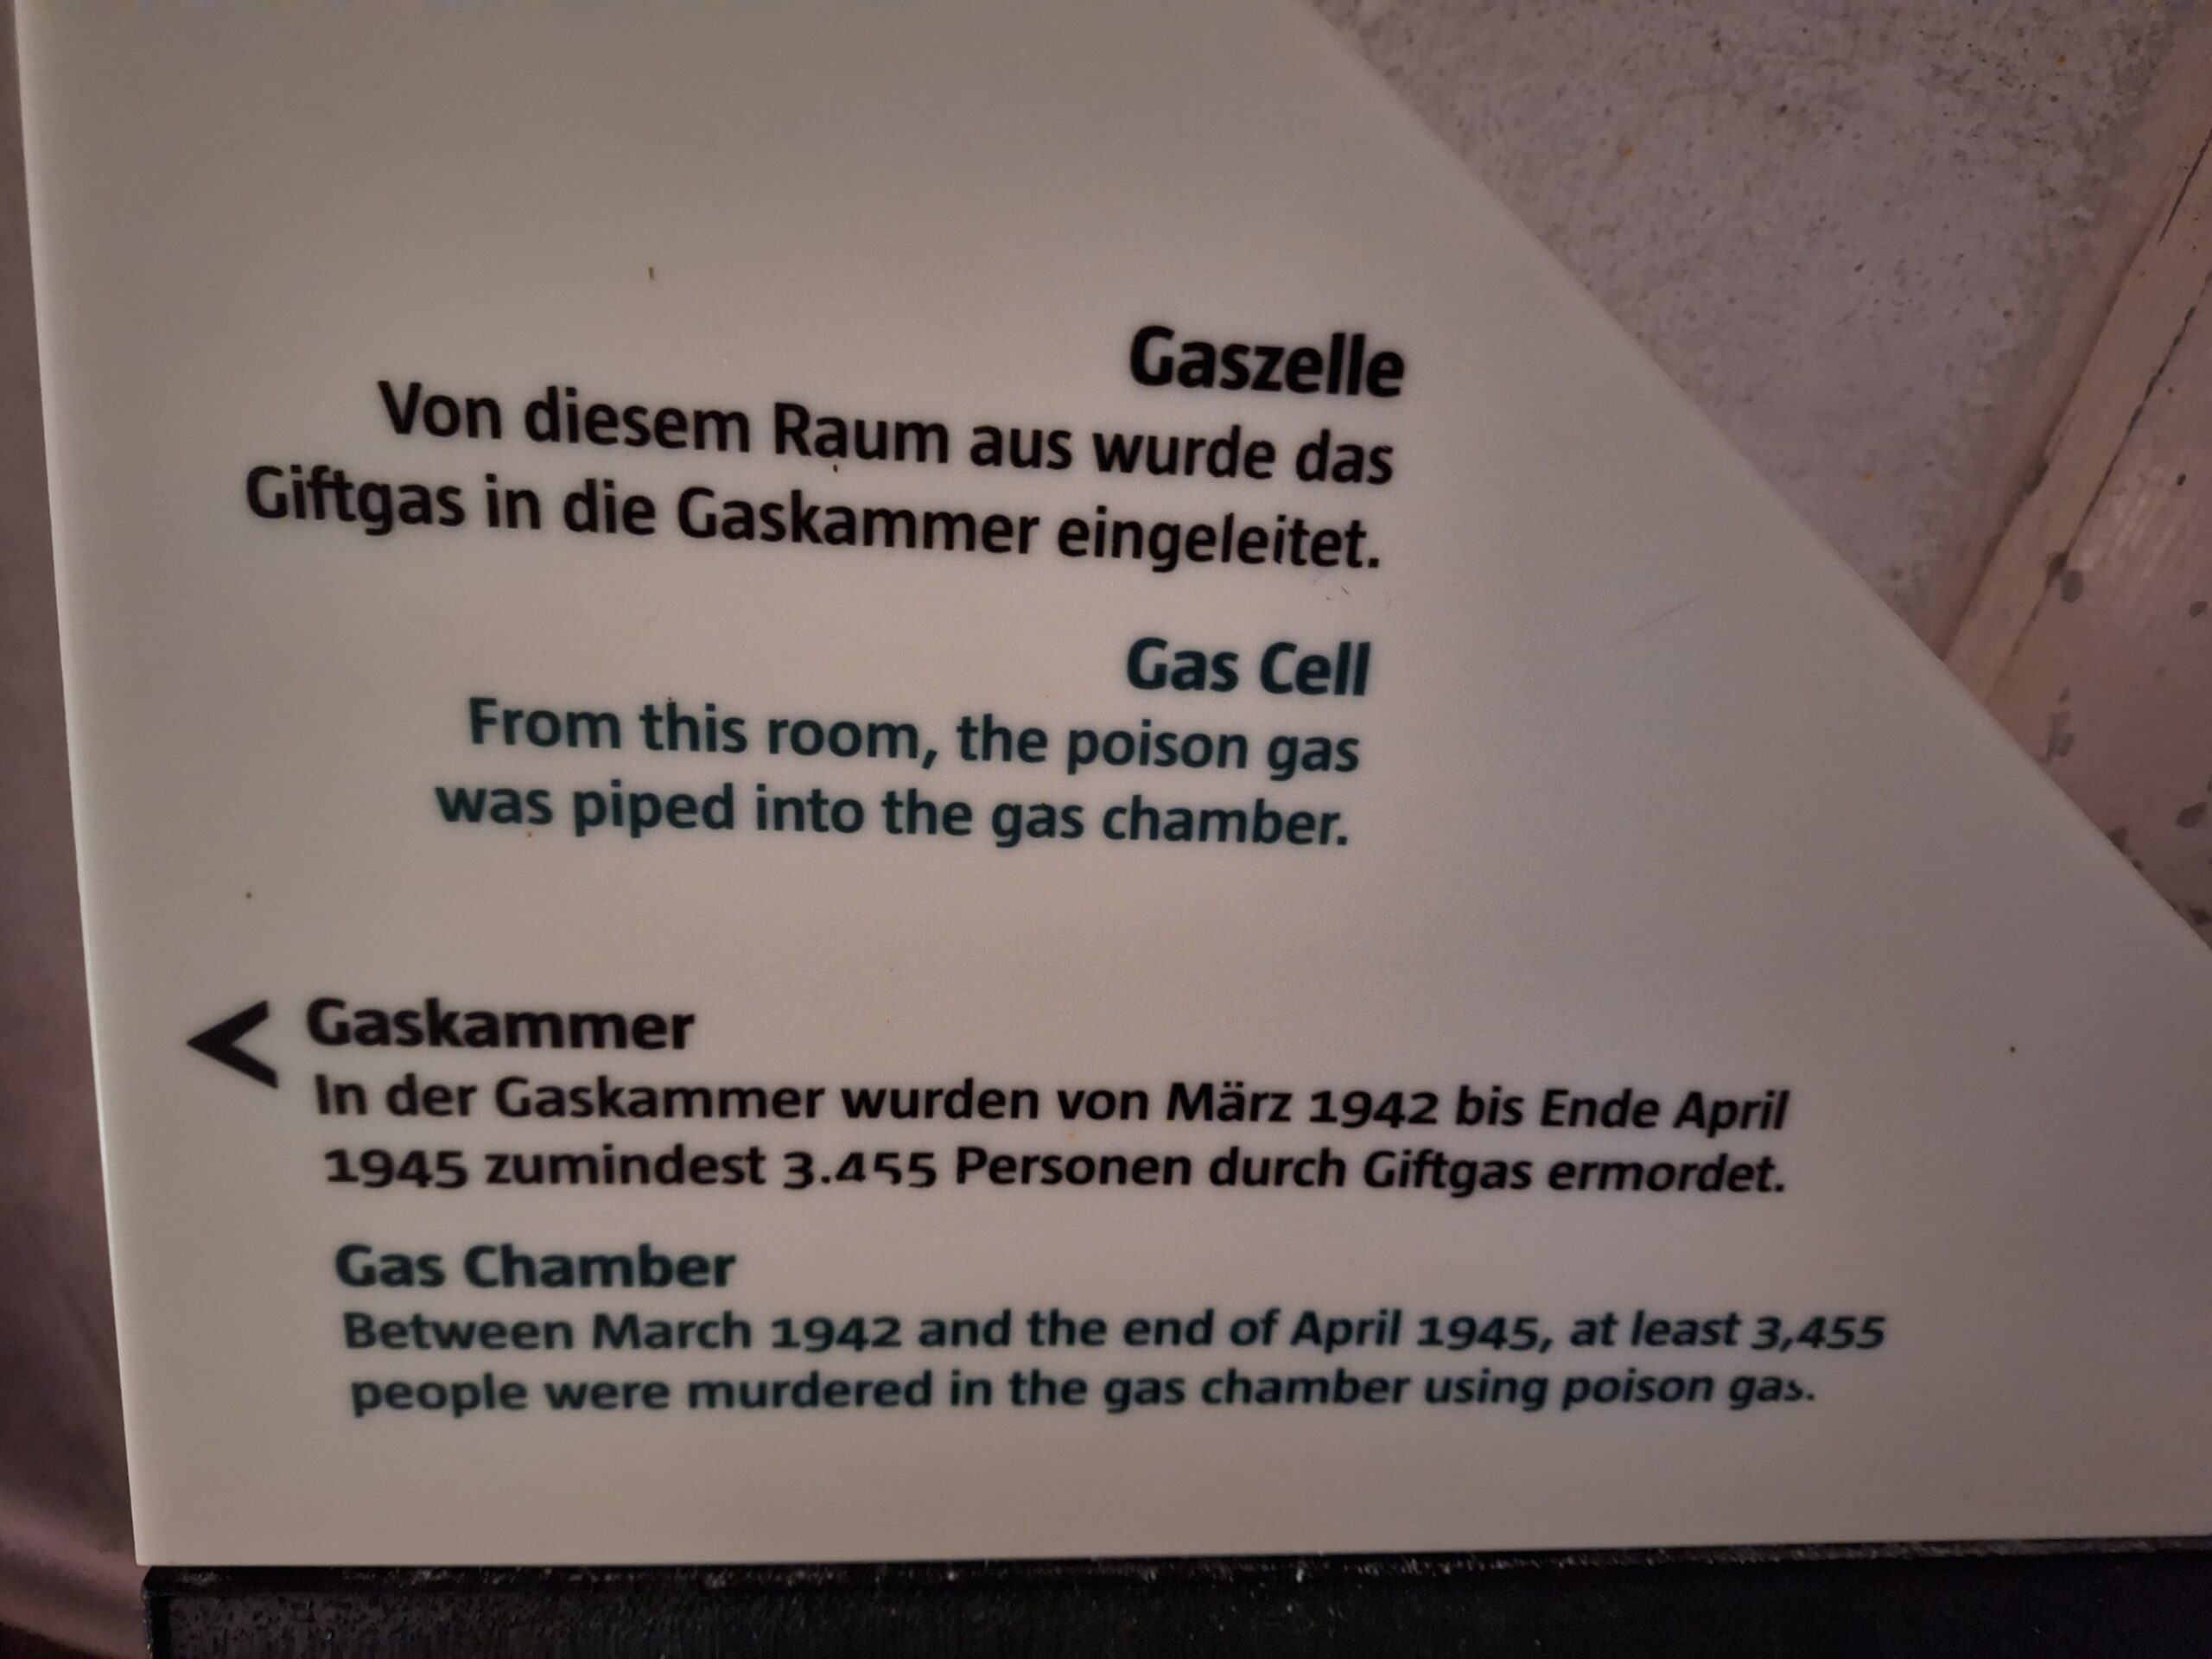 Gaszelle
Von diesem Raum aus wurde das
Giftgas in die Gaskammer eingeleitet.
Gas Cell
From this room, the poison gas
was piped into the gas chamber.
< Gaskammer
In der Gaskammer wurden von März 1942 bis Ende April
1945 zumindest 3.455 Personen durch Giftgas ermordet.
Gas Chamber
Between March 1942 and the end of April 1945, at least 3,455
people were murdered in the gas chamber using poison gas.